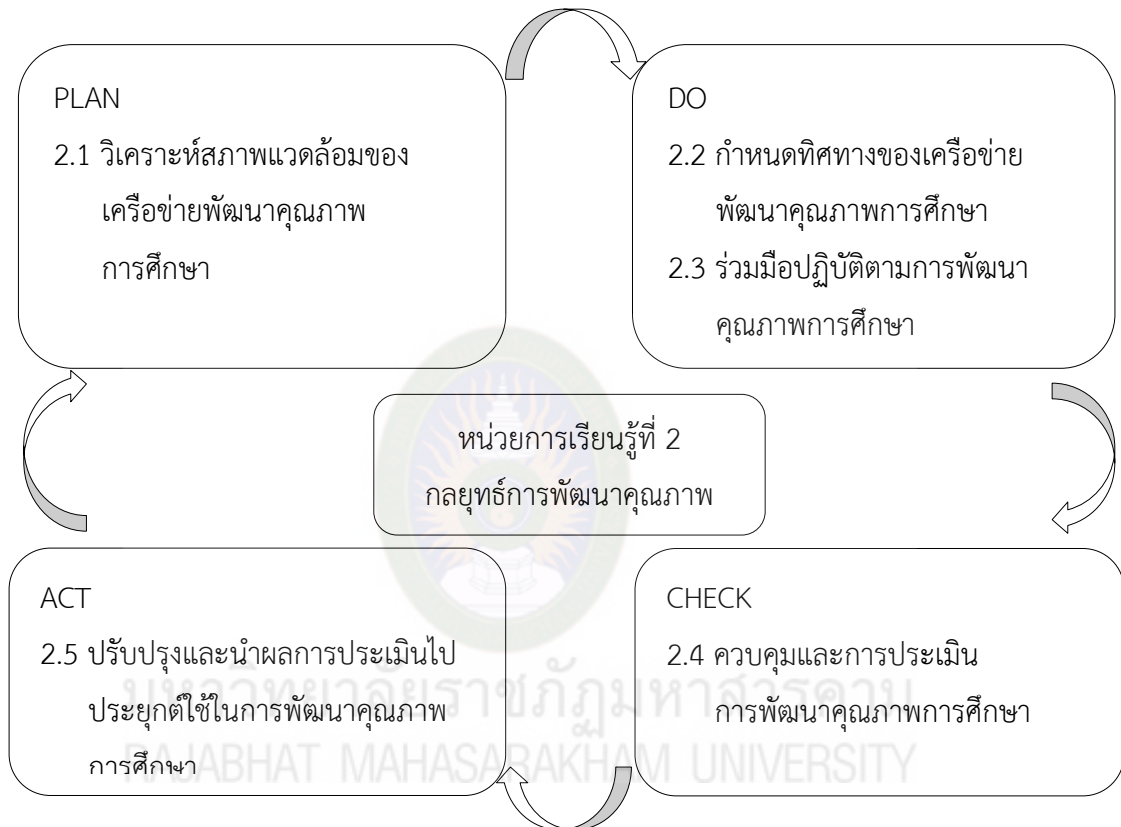 PLAN
2.1 วิเคราะห์สภาพแวดล้อมของ
เครือข่ายพัฒนาคุณภาพ
การศึกษา
DO
2.2 กำหนดทิศทางของเครือข่าย
พัฒนาคุณภาพการศึกษา
2.3 ร่วมมือปฏิบัติตามการพัฒนา
คุณภาพการศึกษา
หน่วยการเรียนรู้ที่ 2
กลยุทธ์การพัฒนาคุณภาพ
ACT
2.5 ปรับปรุงและนำผลการประเมินไป
ประยุกต์ใช้ในการพัฒนาคุณภาพ
การศึกษา
CHECK
2.4 ควบคุมและการประเมิน
การพัฒนาคุณภาพการศึกษา
มหาวิทยาลัยราชภัฏมหาสารคาม
RAJABHAT MAHASARAKHAM UNIVERSITY